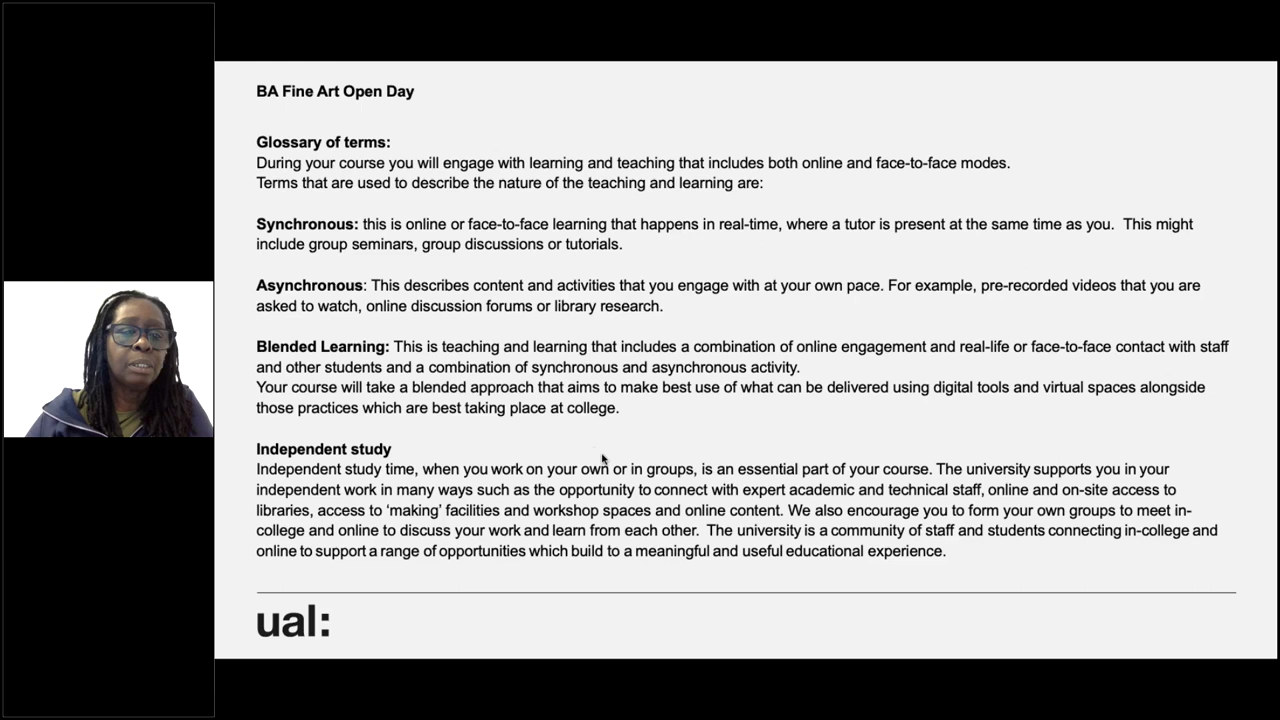 BA Fine Art Open Day
Glossary of terms:
During your course you will engage with learning and teaching that includes both online and face-to-face modes.
Terms that are used to describe the nature of the teaching and learning are:
Synchronous: this is online or face-to-face learning that happens in real-time, where a tutor is present at the same time as you.  This might
include group seminars, group discussions or tutorials.
Asynchronous: This describes content and activities that you engage with at your own pace. For example, pre-recorded videos that you are
asked to watch, online discussion forums or library research.
Blended Learning: This is teaching and learning that includes a combination of online engagement and real-life or face-to-face contact with staff
and other students and a combination of synchronous and asynchronous activity.
Your course will take a blended approach that aims to make best use of what can be delivered using digital tools and virtual spaces alongside
those practices which are best taking place at college.
Independent study
Independent study time, when you work on your own or in groups, is an essential part of your course. The university supports you in your
independent work in many ways such as the opportunity to connect with expert academic and technical staff, online and on-site access to
libraries, access to ‘making’ facilities and workshop spaces and online content. We also encourage you to form your own groups to meet in-
college and online to discuss your work and learn from each other.  The university is a community of staff and students connecting in-college and
online to support a range of opportunities which build to a meaningful and useful educational experience.
ual: